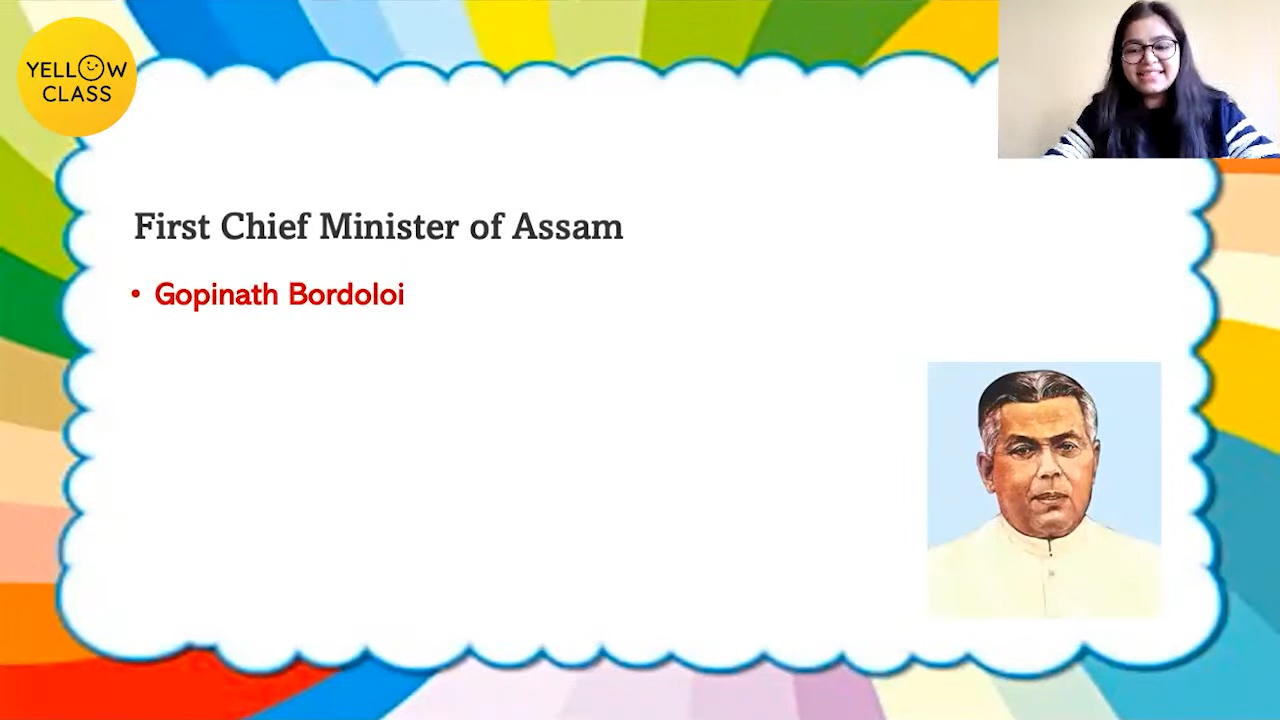 YELLOW
CLASS
First Chief Minister of Assam
• Gopinath Bordoloi